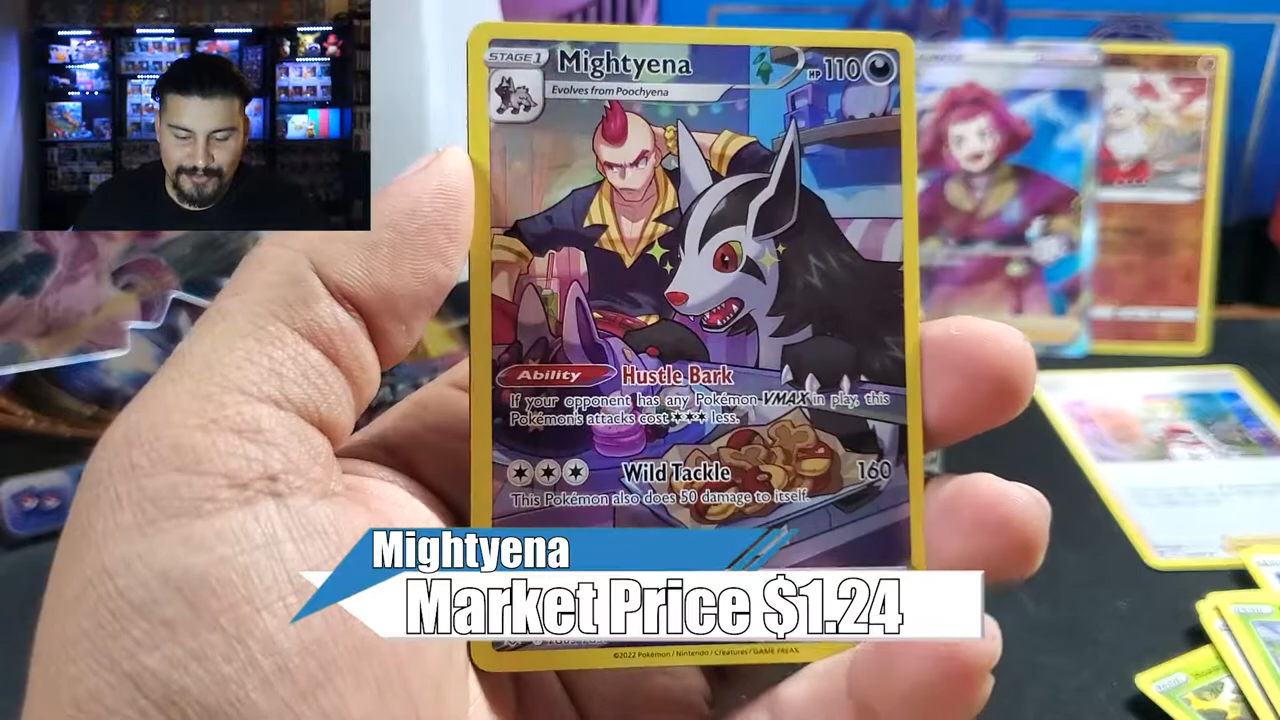 STAGE 1
Mightyena
HP 110
Evolves from Poochyena
Ability Hustle Bark
If your opponent has any Pokémon VMAX in play, this
Pokémon's attacks cost ✱✱✱ less.
Wild Tackle 160
This Pokémon also does 50 damage to itself.
Mightyena
Market Price $1.24
©2022 Pokémon / Nintendo / Creatures / GAME FREAK